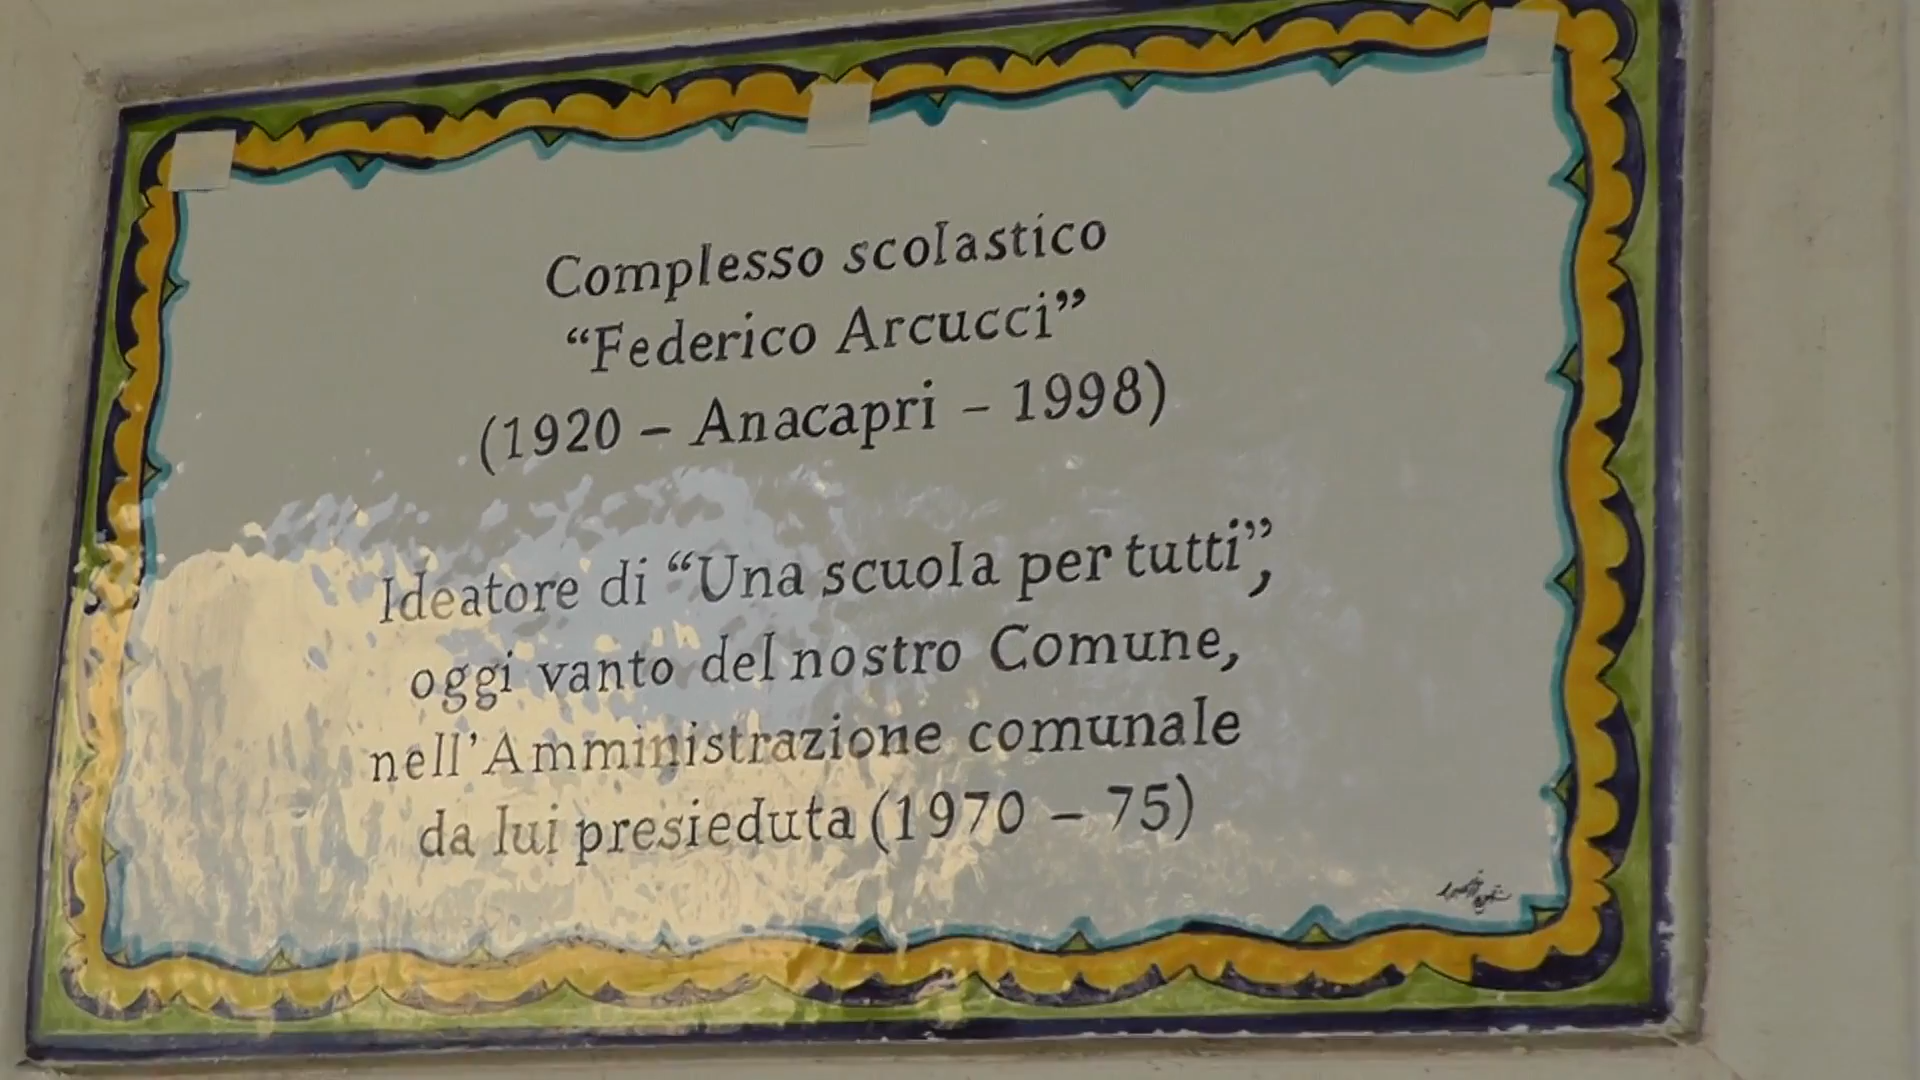 Complesso scolastico
“Federico Arcucci”
(1920 – Anacapri – 1998)
Ideatore di “Una scuola per tutti”,
oggi vanto del nostro Comune,
nell’Amministrazione comunale
da lui presieduta (1970 – 75)